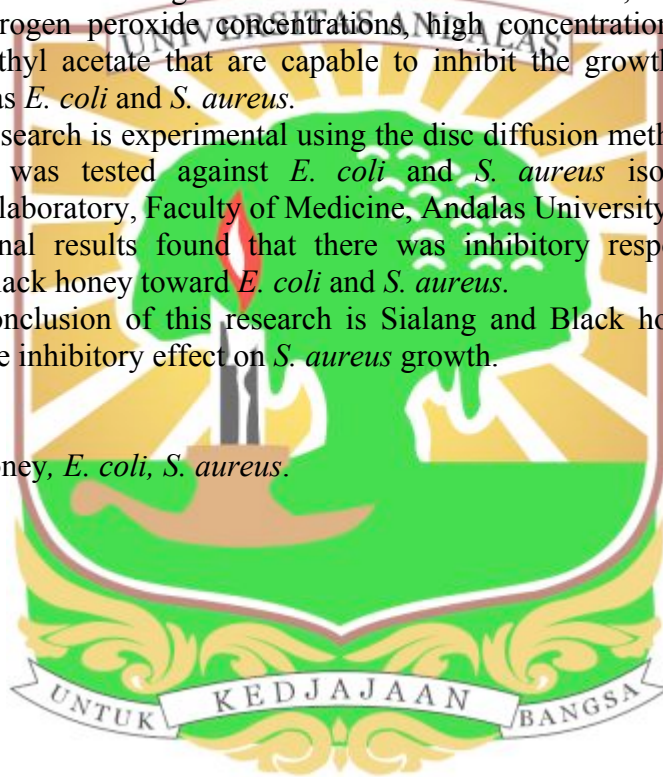 rogen peroxide concentrations, high concentration
UNIVERSITAS ANDALAS
thyl acetate that are capable to inhibit the growth
as E. coli and S. aureus.
search is experimental using the disc diffusion meth
was tested against E. coli and S. aureus iso
laboratory, Faculty of Medicine, Andalas University
nal results found that there was inhibitory resp
lack honey toward E. coli and S. aureus.
onclusion of this research is Sialang and Black ho
e inhibitory effect on S. aureus growth.
oney, E. coli, S. aureus.
UNTUK KEDJAJAAN BANGSA